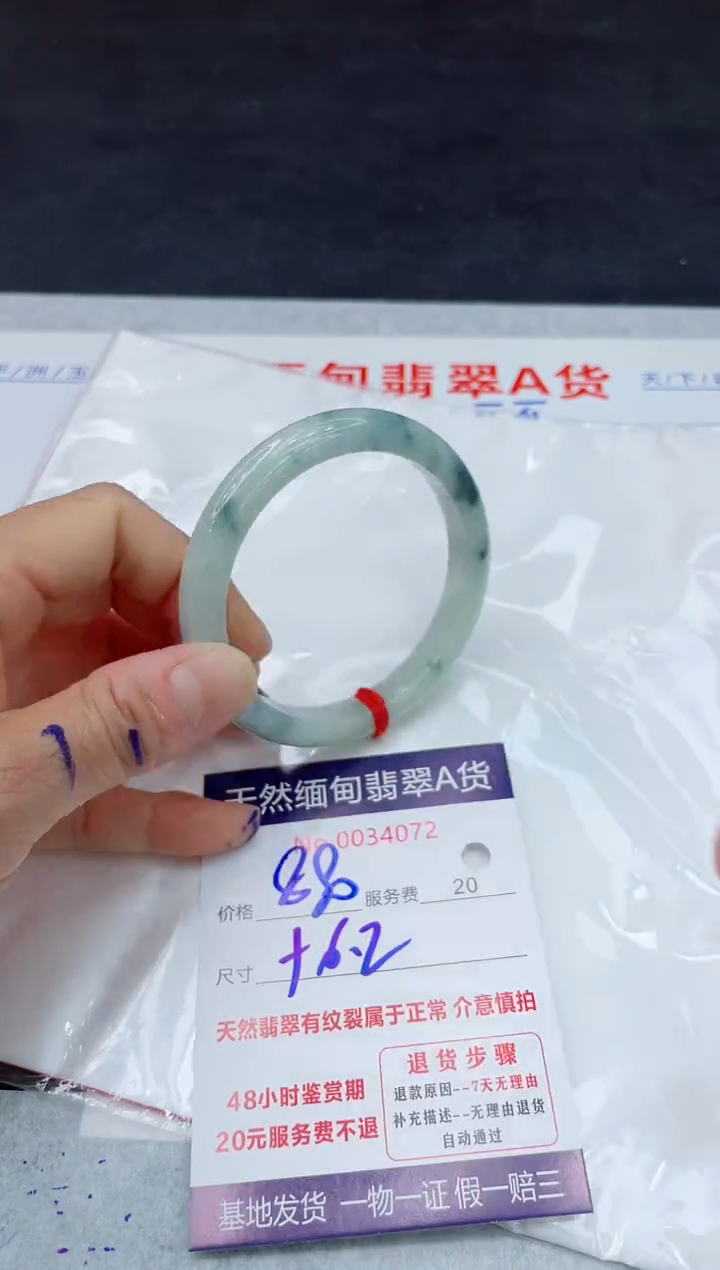 翡翠A货
天然缅甸翡翠A货
No 0034072
价格 88 服务费 20
尺寸
天然翡翠有纹裂属于正常 介意慎拍
48小时鉴赏期
20元服务费不退
退货步骤
退款原因--7天无理由
补充描述--无理由退货
自动通过
基地发货 一物一证 假一赔三